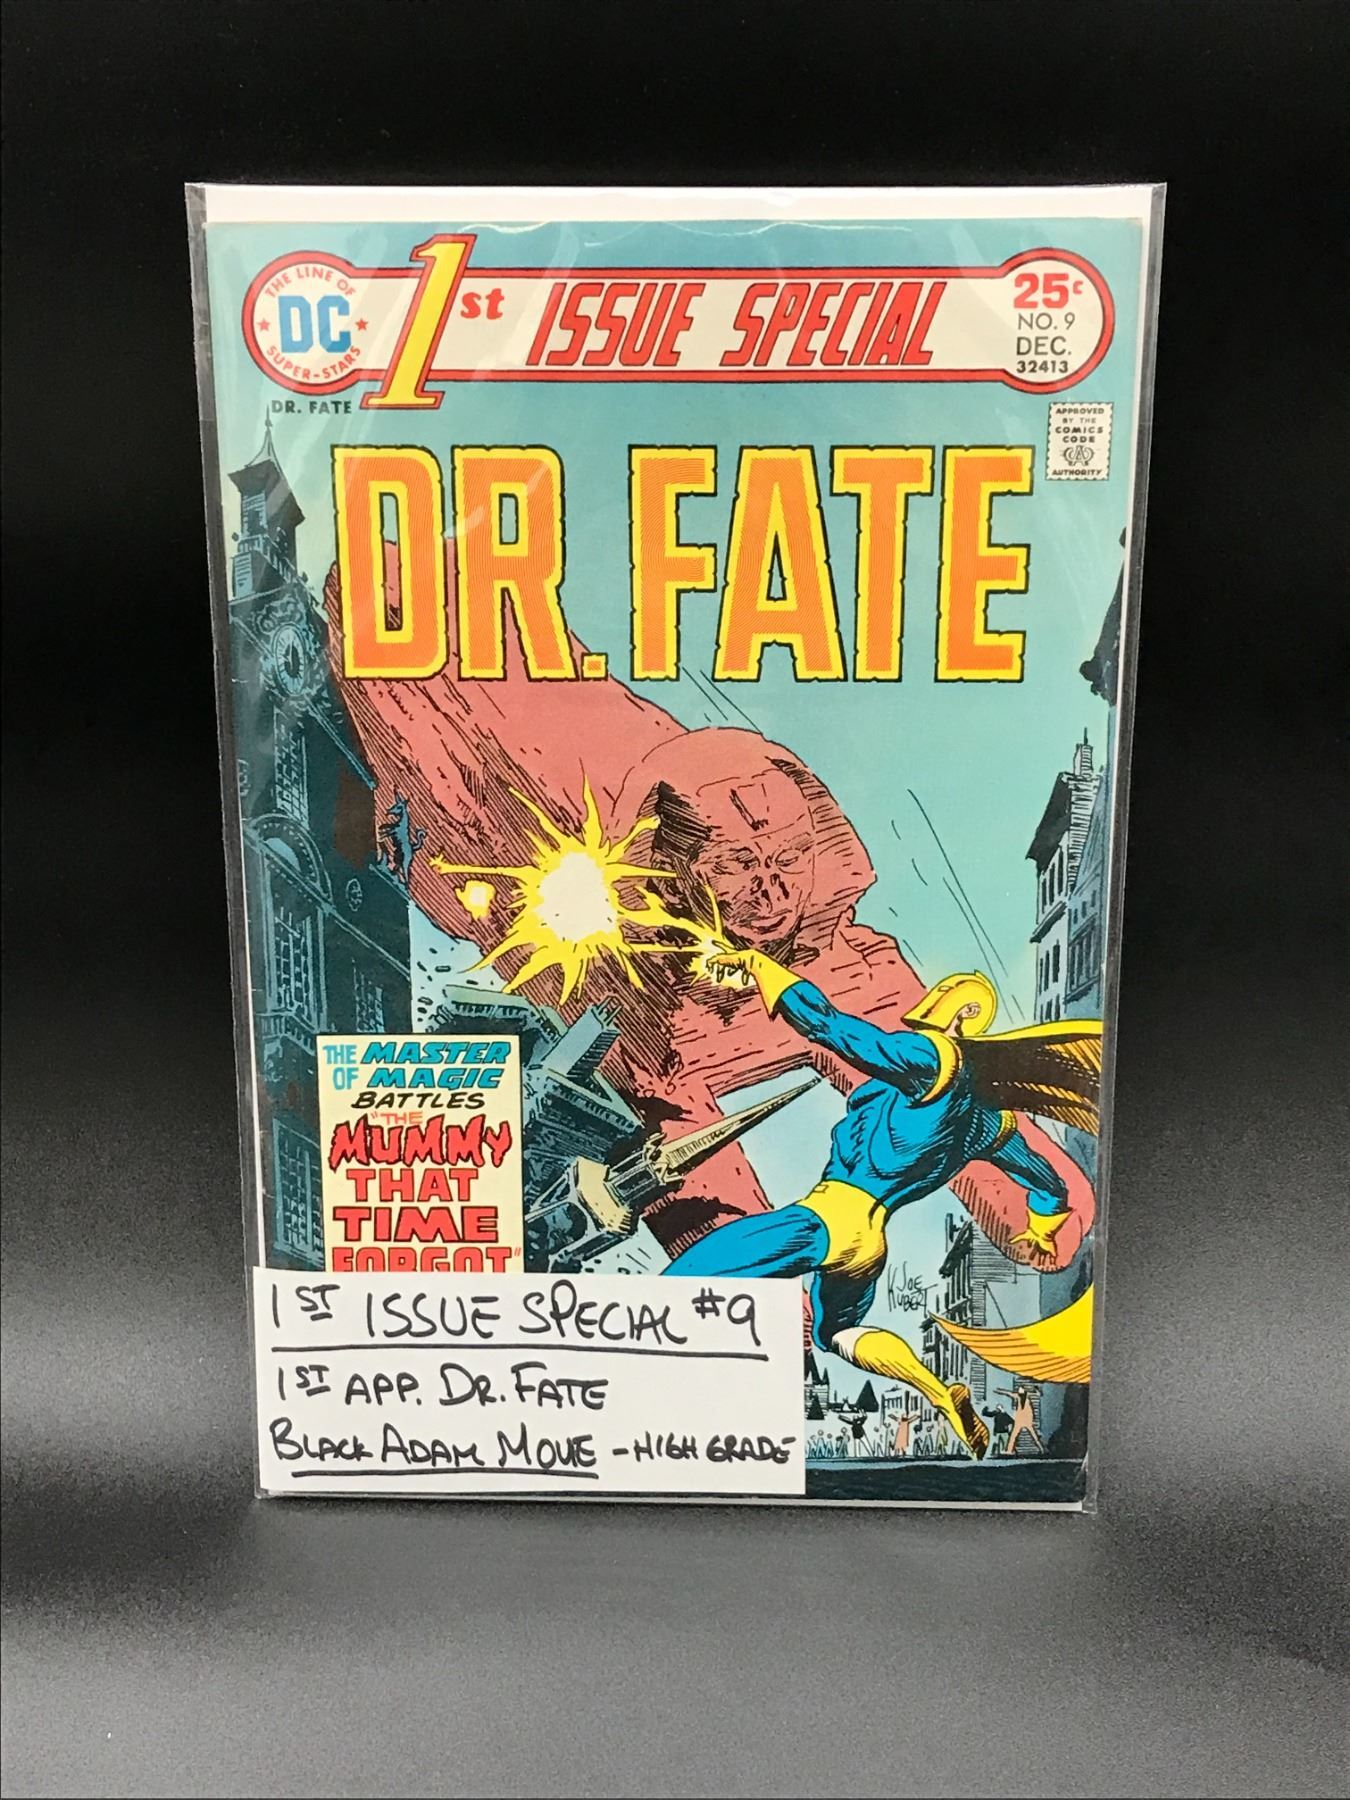 THE LINE OF
DC
SUPER-STARS
1st ISSUE SPECIAL
25¢
NO. 9
DEC.
32413
DR. FATE
APPROVED
BY THE
COMICS
CODE
CA
AUTHORITY
DR. FATE
THE MASTER
OF MAGIC
BATTLES
"THE
MUMMY
THAT
TIME
FORGOT"
JOE
KUBERT
1ST ISSUE SPECIAL #9
1ST APP. DR. FATE
BLACK ADAM MOVIE - HIGH GRADE